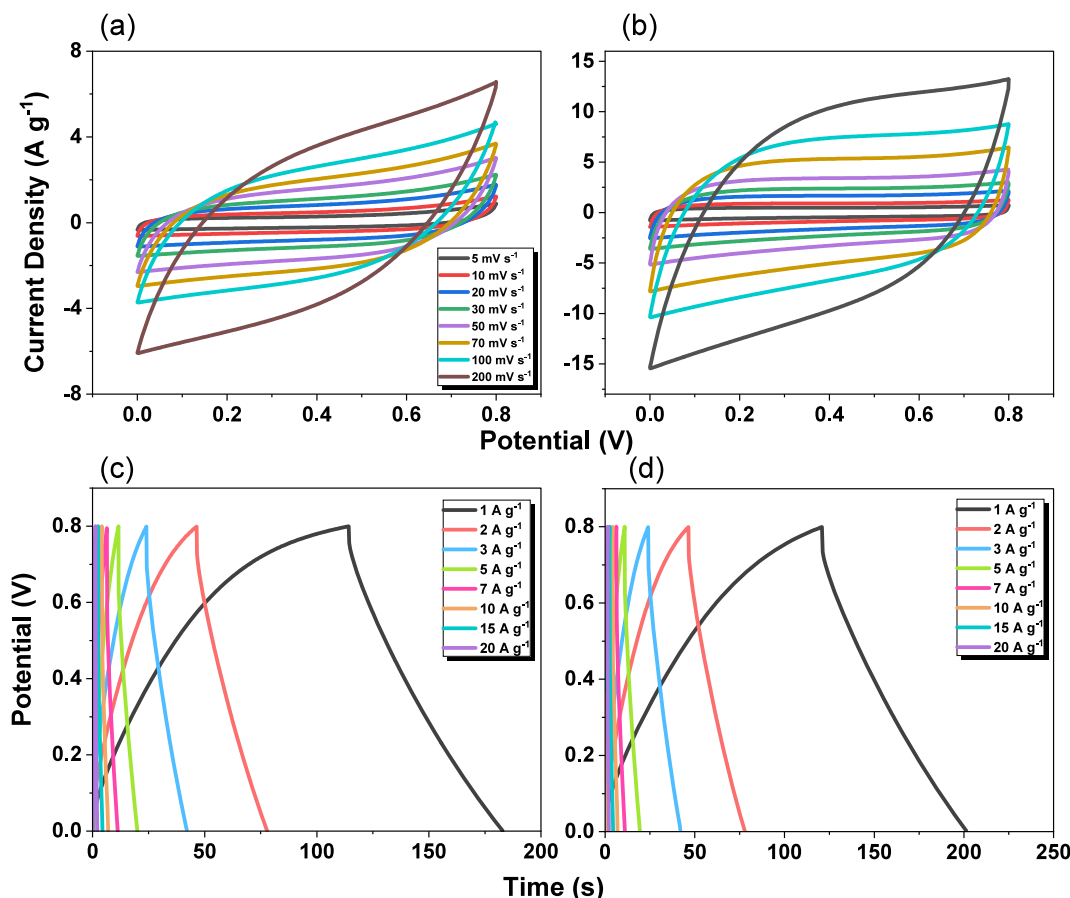 (a)
(b)
Current Density (A g⁻¹)
8
4
0
-4
-8
0.0 0.2 0.4 0.6 0.8
5 mV s⁻¹
10 mV s⁻¹
20 mV s⁻¹
30 mV s⁻¹
50 mV s⁻¹
70 mV s⁻¹
100 mV s⁻¹
200 mV s⁻¹
15
10
5
0
-5
-10
-15
0.0 0.2 0.4 0.6 0.8
Potential (V)
(c)
(d)
Potential (V)
0.8
0.6
0.4
0.2
0.0
0 50 100 150 200
1 A g⁻¹
2 A g⁻¹
3 A g⁻¹
5 A g⁻¹
7 A g⁻¹
10 A g⁻¹
15 A g⁻¹
20 A g⁻¹
0.8
0.6
0.4
0.2
0.0
0 50 100 150 200 250
1 A g⁻¹
2 A g⁻¹
3 A g⁻¹
5 A g⁻¹
7 A g⁻¹
10 A g⁻¹
15 A g⁻¹
20 A g⁻¹
Time (s)